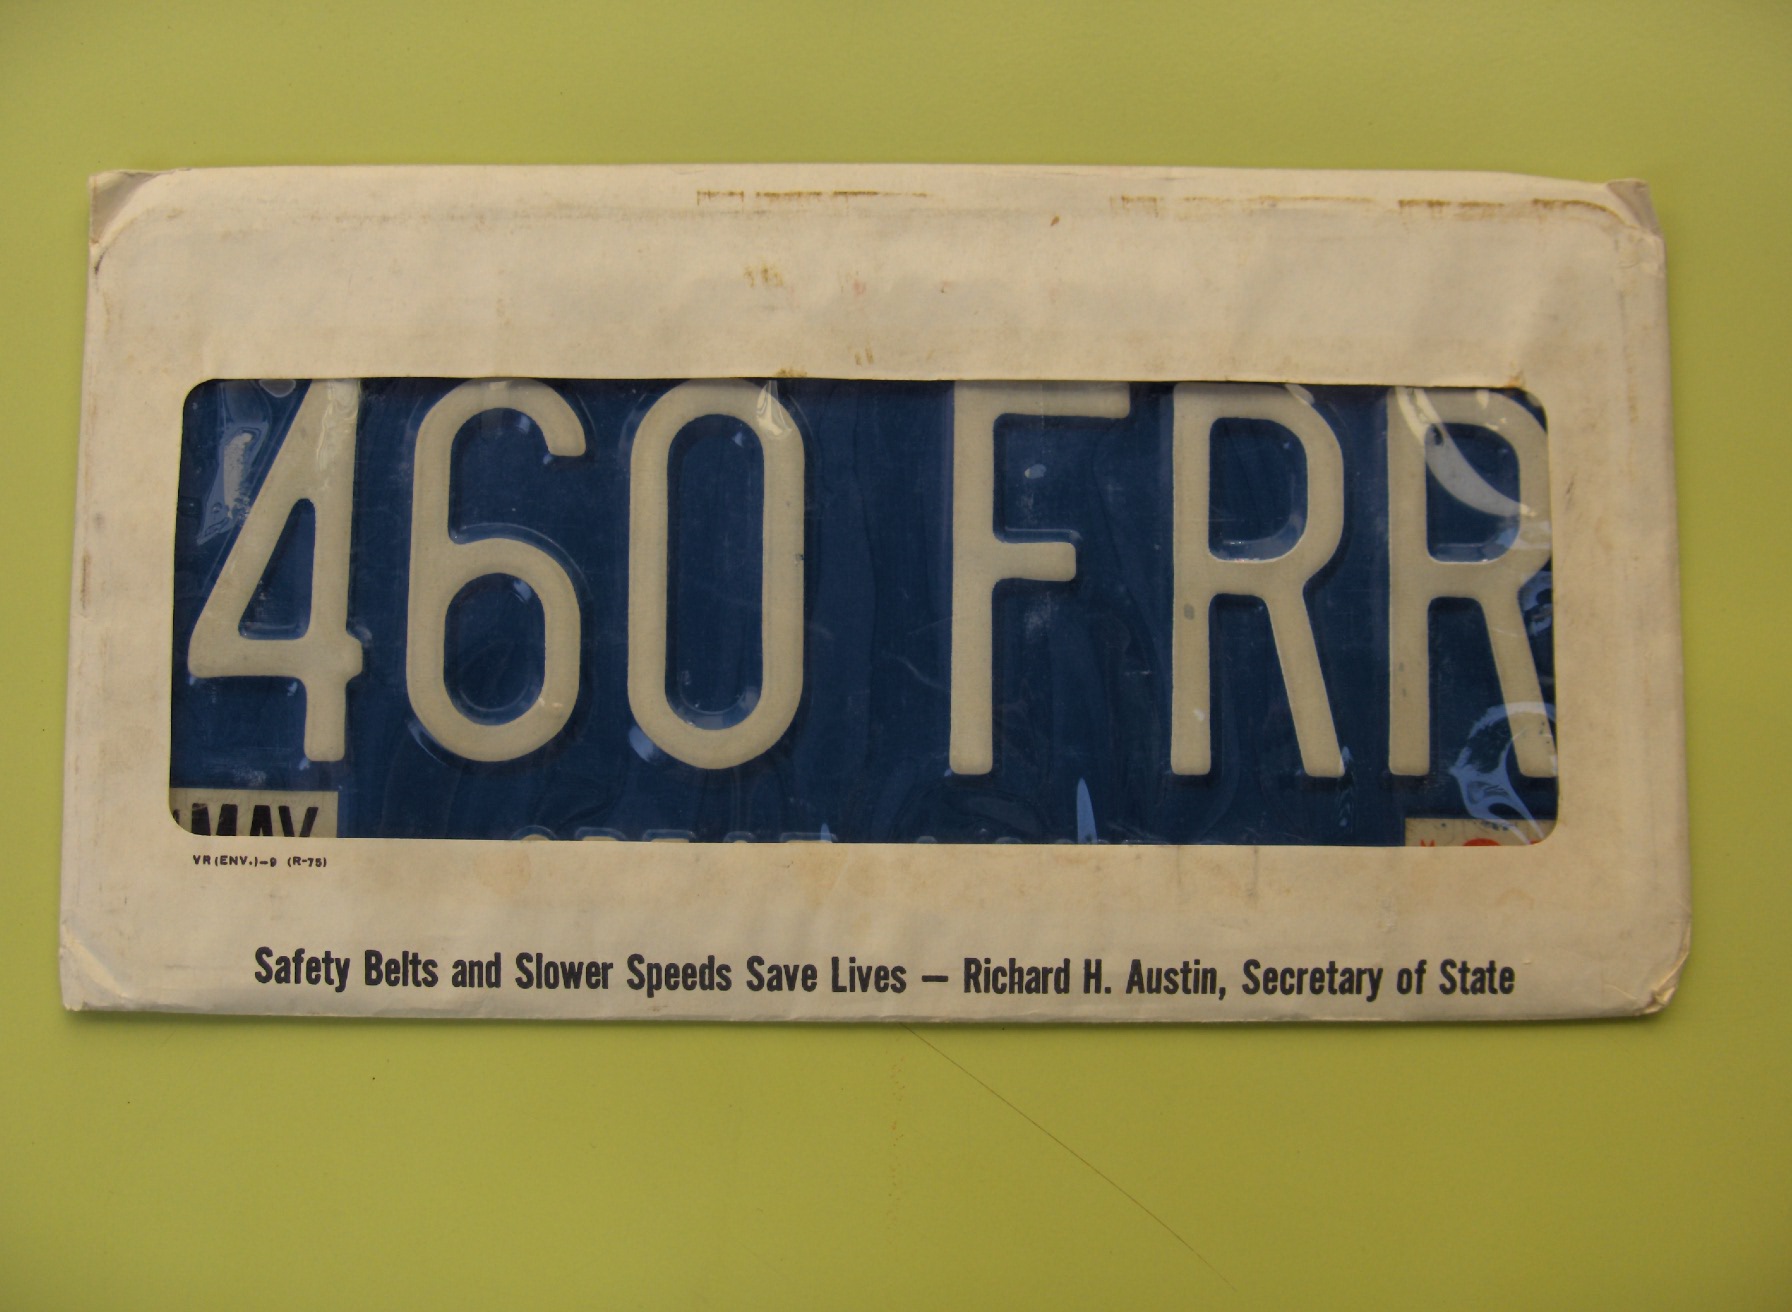 460 FRR
MAY
VR (ENV.)-9 (R-75)
Safety Belts and Slower Speeds Save Lives — Richard H. Austin, Secretary of State